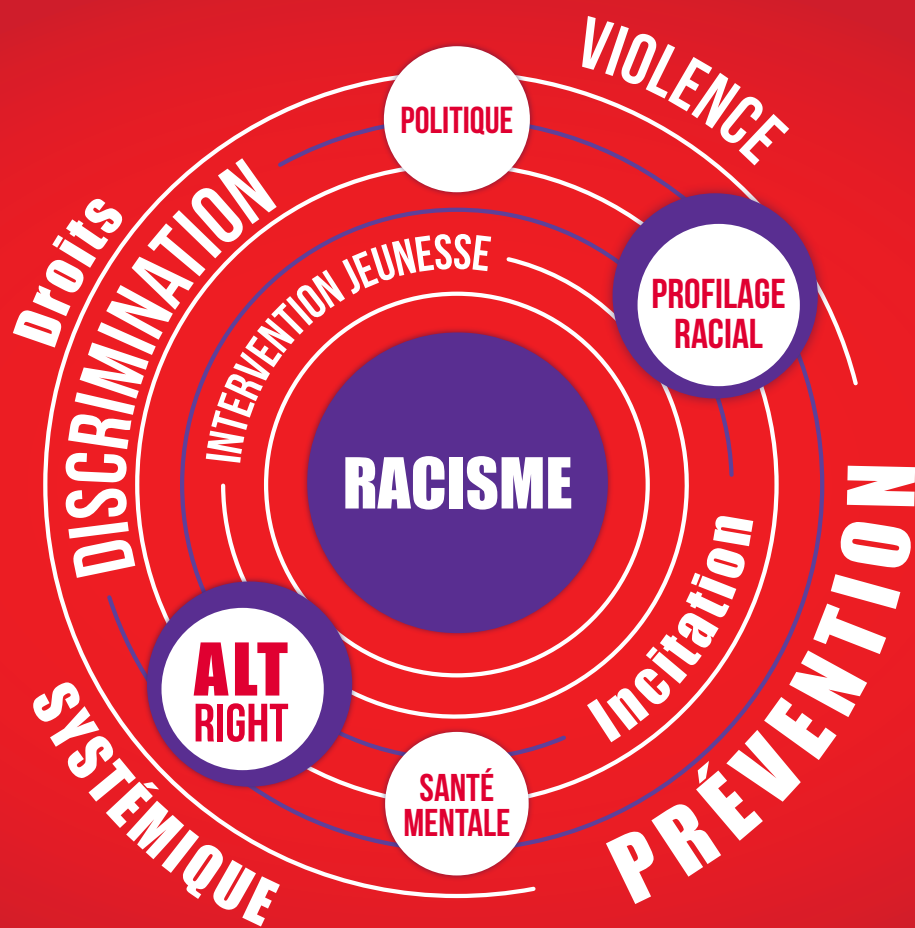 VIOLENCE
POLITIQUE
Droits
DISCRIMINATION
INTERVENTION JEUNESSE
PROFILAGE
RACIAL
RACISME
Incitation
PRÉVENTION
ALT
RIGHT
SYSTÉMIQUE
SANTÉ
MENTALE